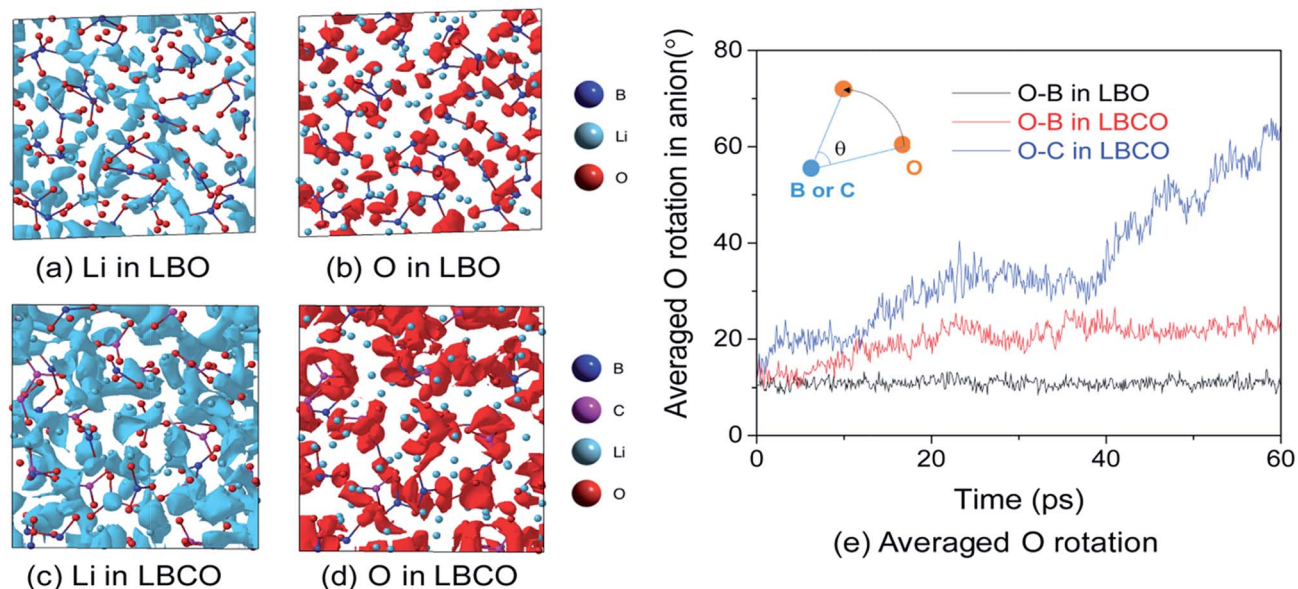 B
Li
O
(a) Li in LBO
(b) O in LBO
B
C
Li
O
(c) Li in LBCO
(d) O in LBCO
Averaged O rotation in anion(°)
80
60
40
20
0
0
20
40
60
Time (ps)
θ
O
B or C
O-B in LBO
O-B in LBCO
O-C in LBCO
(e) Averaged O rotation